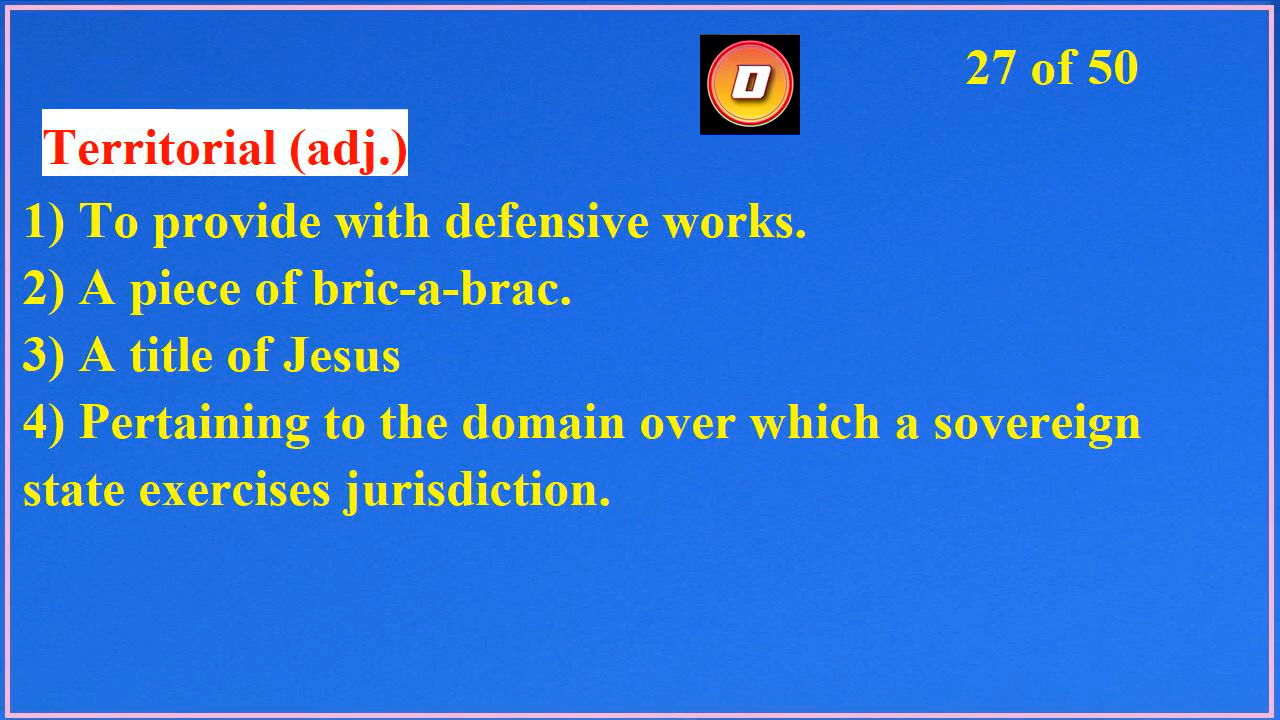 0
27 of 50
Territorial (adj.)
1) To provide with defensive works.
2) A piece of bric-a-brac.
3) A title of Jesus
4) Pertaining to the domain over which a sovereign
state exercises jurisdiction.